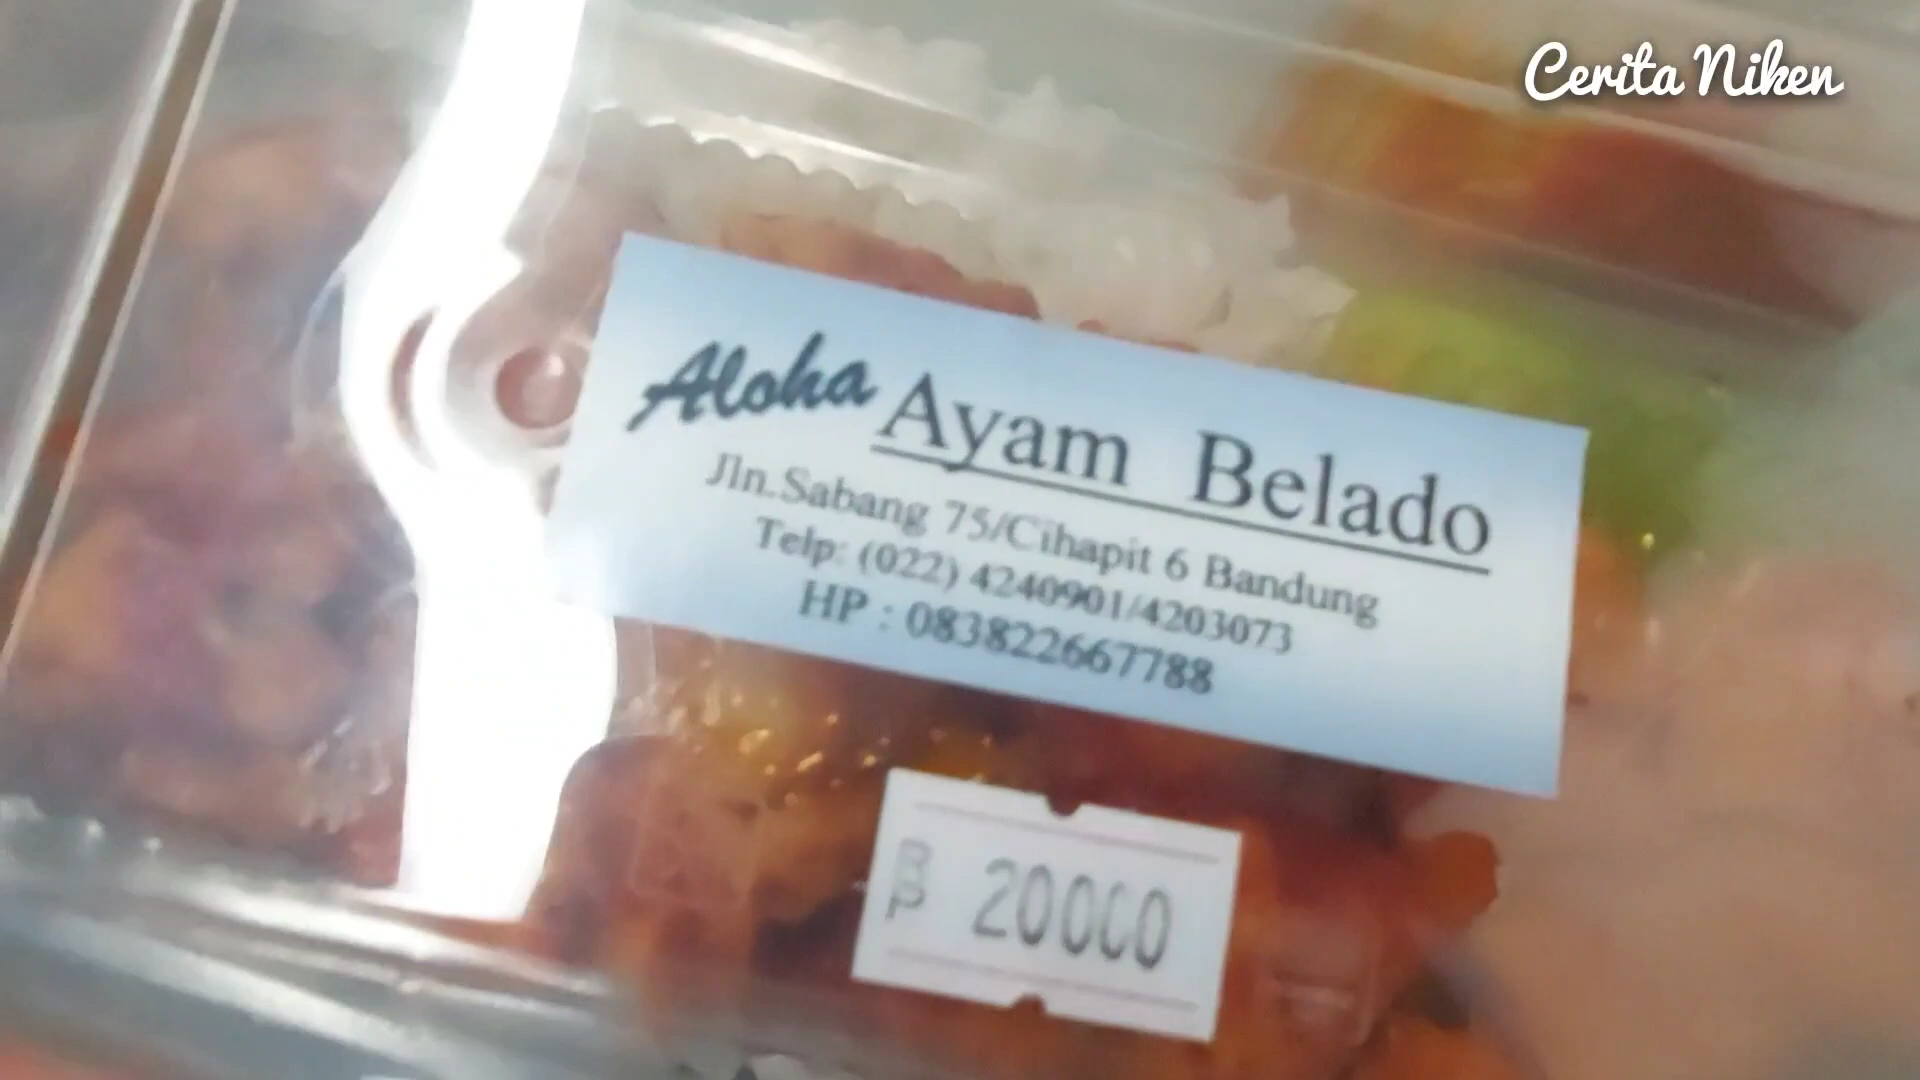 Cerita Niken
Aloha Ayam Belado
Jln.Sabang 75/Cihapit 6 Bandung
Telp: (022) 4240901/4203073
HP : 083822667788
RP 20000